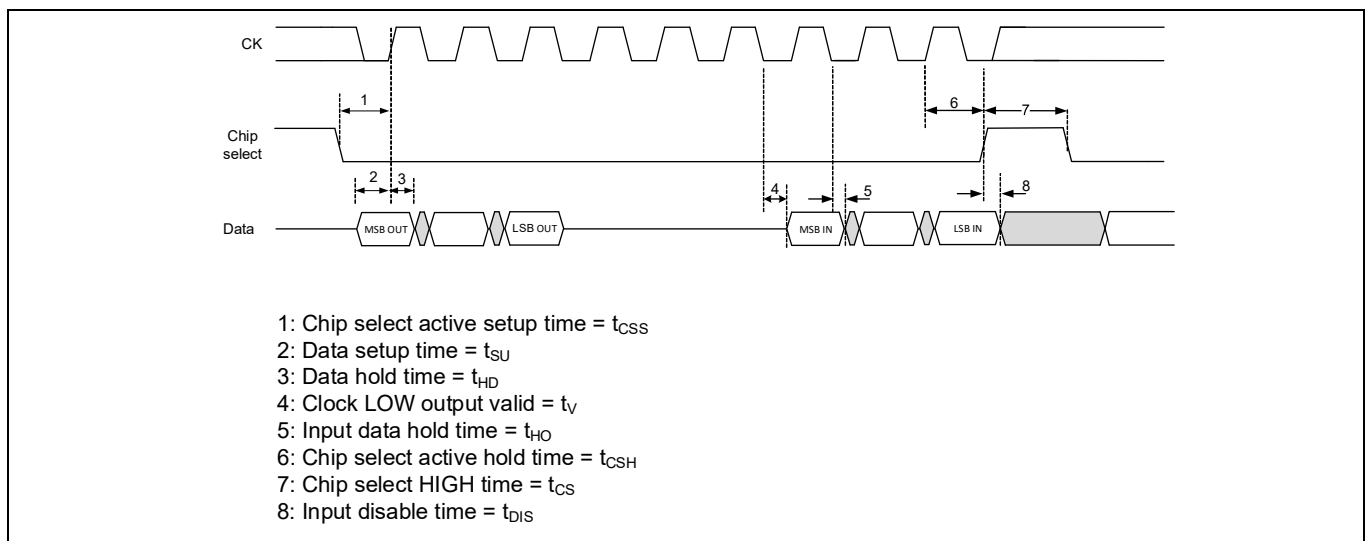 CK
1
6
7
Chip
select
2
3
4
5
8
Data
MSB OUT
LSB OUT
MSB IN
LSB IN
1: Chip select active setup time = tCSS
2: Data setup time = tSU
3: Data hold time = tHD
4: Clock LOW output valid = tV
5: Input data hold time = tHO
6: Chip select active hold time = tCSH
7: Chip select HIGH time = tCS
8: Input disable time = tDIS